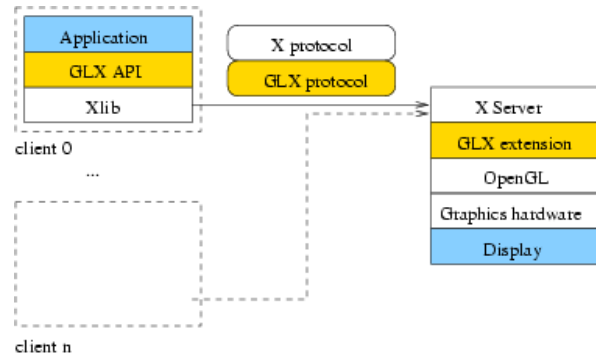 Application
GLX API
Xlib
client 0
...
client n
X protocol
GLX protocol
X Server
GLX extension
OpenGL
Graphics hardware
Display